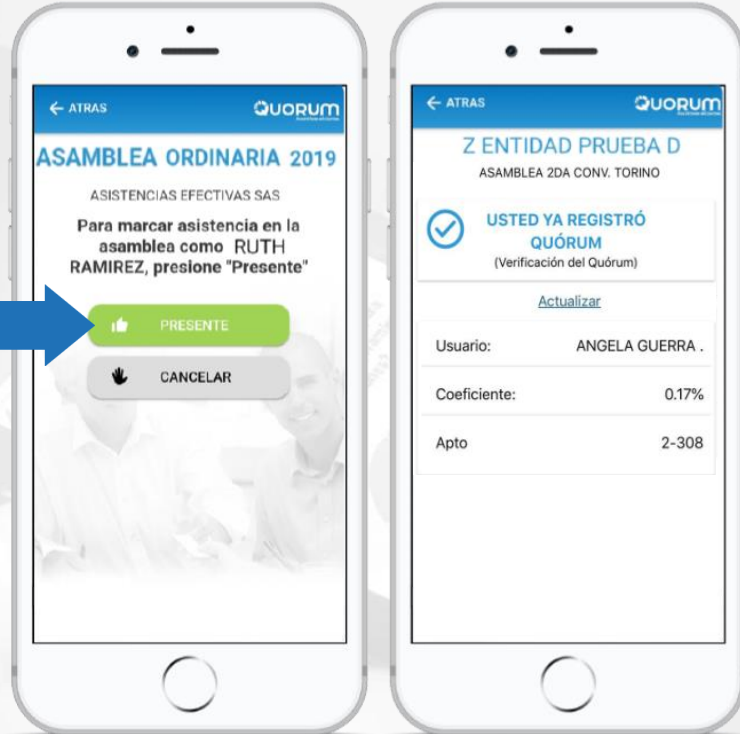 ← ATRAS
QUORUM
ASAMBLEA ORDINARIA 2019
ASISTENCIAS EFECTIVAS SAS
Para marcar asistencia en la
asamblea como RUTH
RAMIREZ, presione "Presente"
PRESENTE
CANCELAR
← ATRAS
QUORUM
Z ENTIDAD PRUEBA D
ASAMBLEA 2DA CONV. TORINO
USTED YA REGISTRÓ
QUÓRUM
(Verificación del Quórum)
Actualizar
Usuario: ANGELA GUERRA .
Coeficiente: 0.17%
Apto 2-308